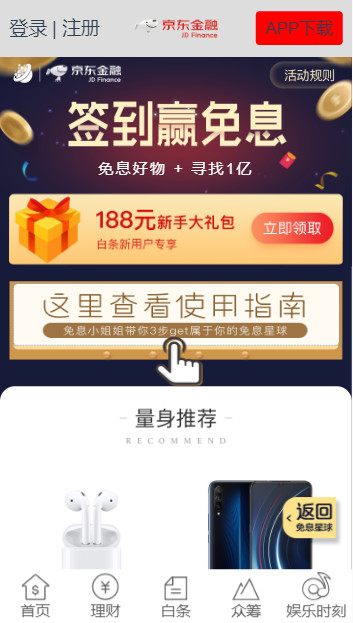 登录 | 注册
京东金融
JD Finance
APP下载
京东金融
JD Finance
活动规则
签到赢免息
免息好物 + 寻找1亿
188元新手大礼包
白条新用户专享
立即领取
这里查看使用指南
免息小姐姐带你3步get属于你的免息星球
量身推荐
RECOMMEND
返回
免息星球
首页
理财
白条
众筹
娱乐时刻